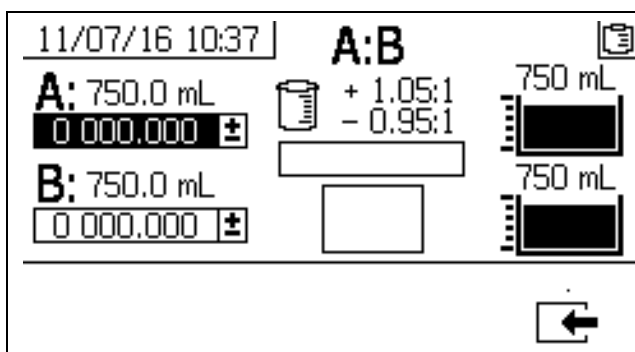 11/07/16 10:37
A:B
A: 750.0 mL
0 000.000 ±
+ 1.05:1
- 0.95:1
750 mL
B: 750.0 mL
0 000.000 ±
750 mL